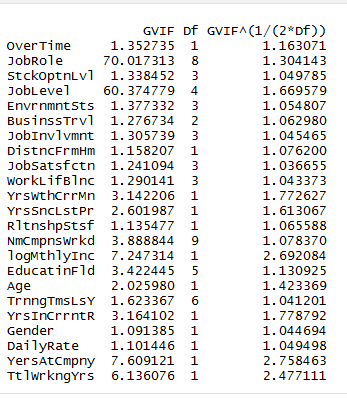 GVIF Df GVIF^(1/(2*Df))
OverTime 1.352735 1 1.163071
JobRole 70.017313 8 1.304143
StckOptnLvl 1.338452 3 1.049785
JobLevel 60.374779 4 1.669579
EnvrnmntSts 1.377332 3 1.054807
BusinssTrvl 1.276734 2 1.062980
JobInvlvmnt 1.305739 3 1.045465
DistncFrmHm 1.158207 1 1.076200
JobSatsfctn 1.241094 3 1.036655
WorkLifBlnc 1.290141 3 1.043373
YrsWthCrrMn 3.142206 1 1.772627
YrsSncLstPr 2.601987 1 1.613067
RltnshpStsf 1.135477 1 1.065588
NmCmpnsWrkd 3.888844 9 1.078370
logMthlyInc 7.247314 1 2.692084
EducatinFld 3.422445 5 1.130925
Age 2.025980 1 1.423369
TrnngTmsLsY 1.623367 6 1.041201
YrsInCrrntR 3.164102 1 1.778792
Gender 1.091385 1 1.044694
DailyRate 1.101446 1 1.049498
YersAtCmpny 7.609121 1 2.758463
TtlWrkngYrs 6.136076 1 2.477111